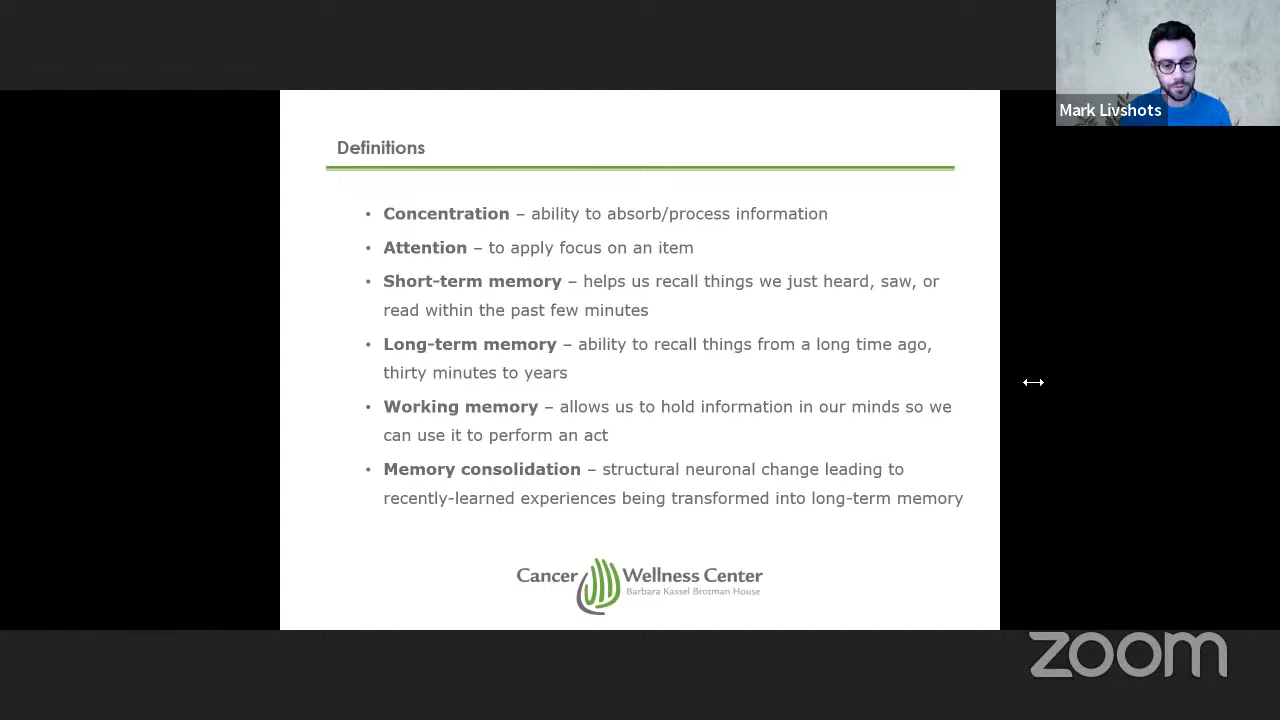 Mark Livshots
Definitions
• Concentration – ability to absorb/process information
• Attention – to apply focus on an item
• Short-term memory – helps us recall things we just heard, saw, or
read within the past few minutes
• Long-term memory – ability to recall things from a long time ago,
thirty minutes to years
• Working memory – allows us to hold information in our minds so we
can use it to perform an act
• Memory consolidation – structural neuronal change leading to
recently-learned experiences being transformed into long-term memory
Cancer Wellness Center
Barbara Kassel Brotman House
zoom